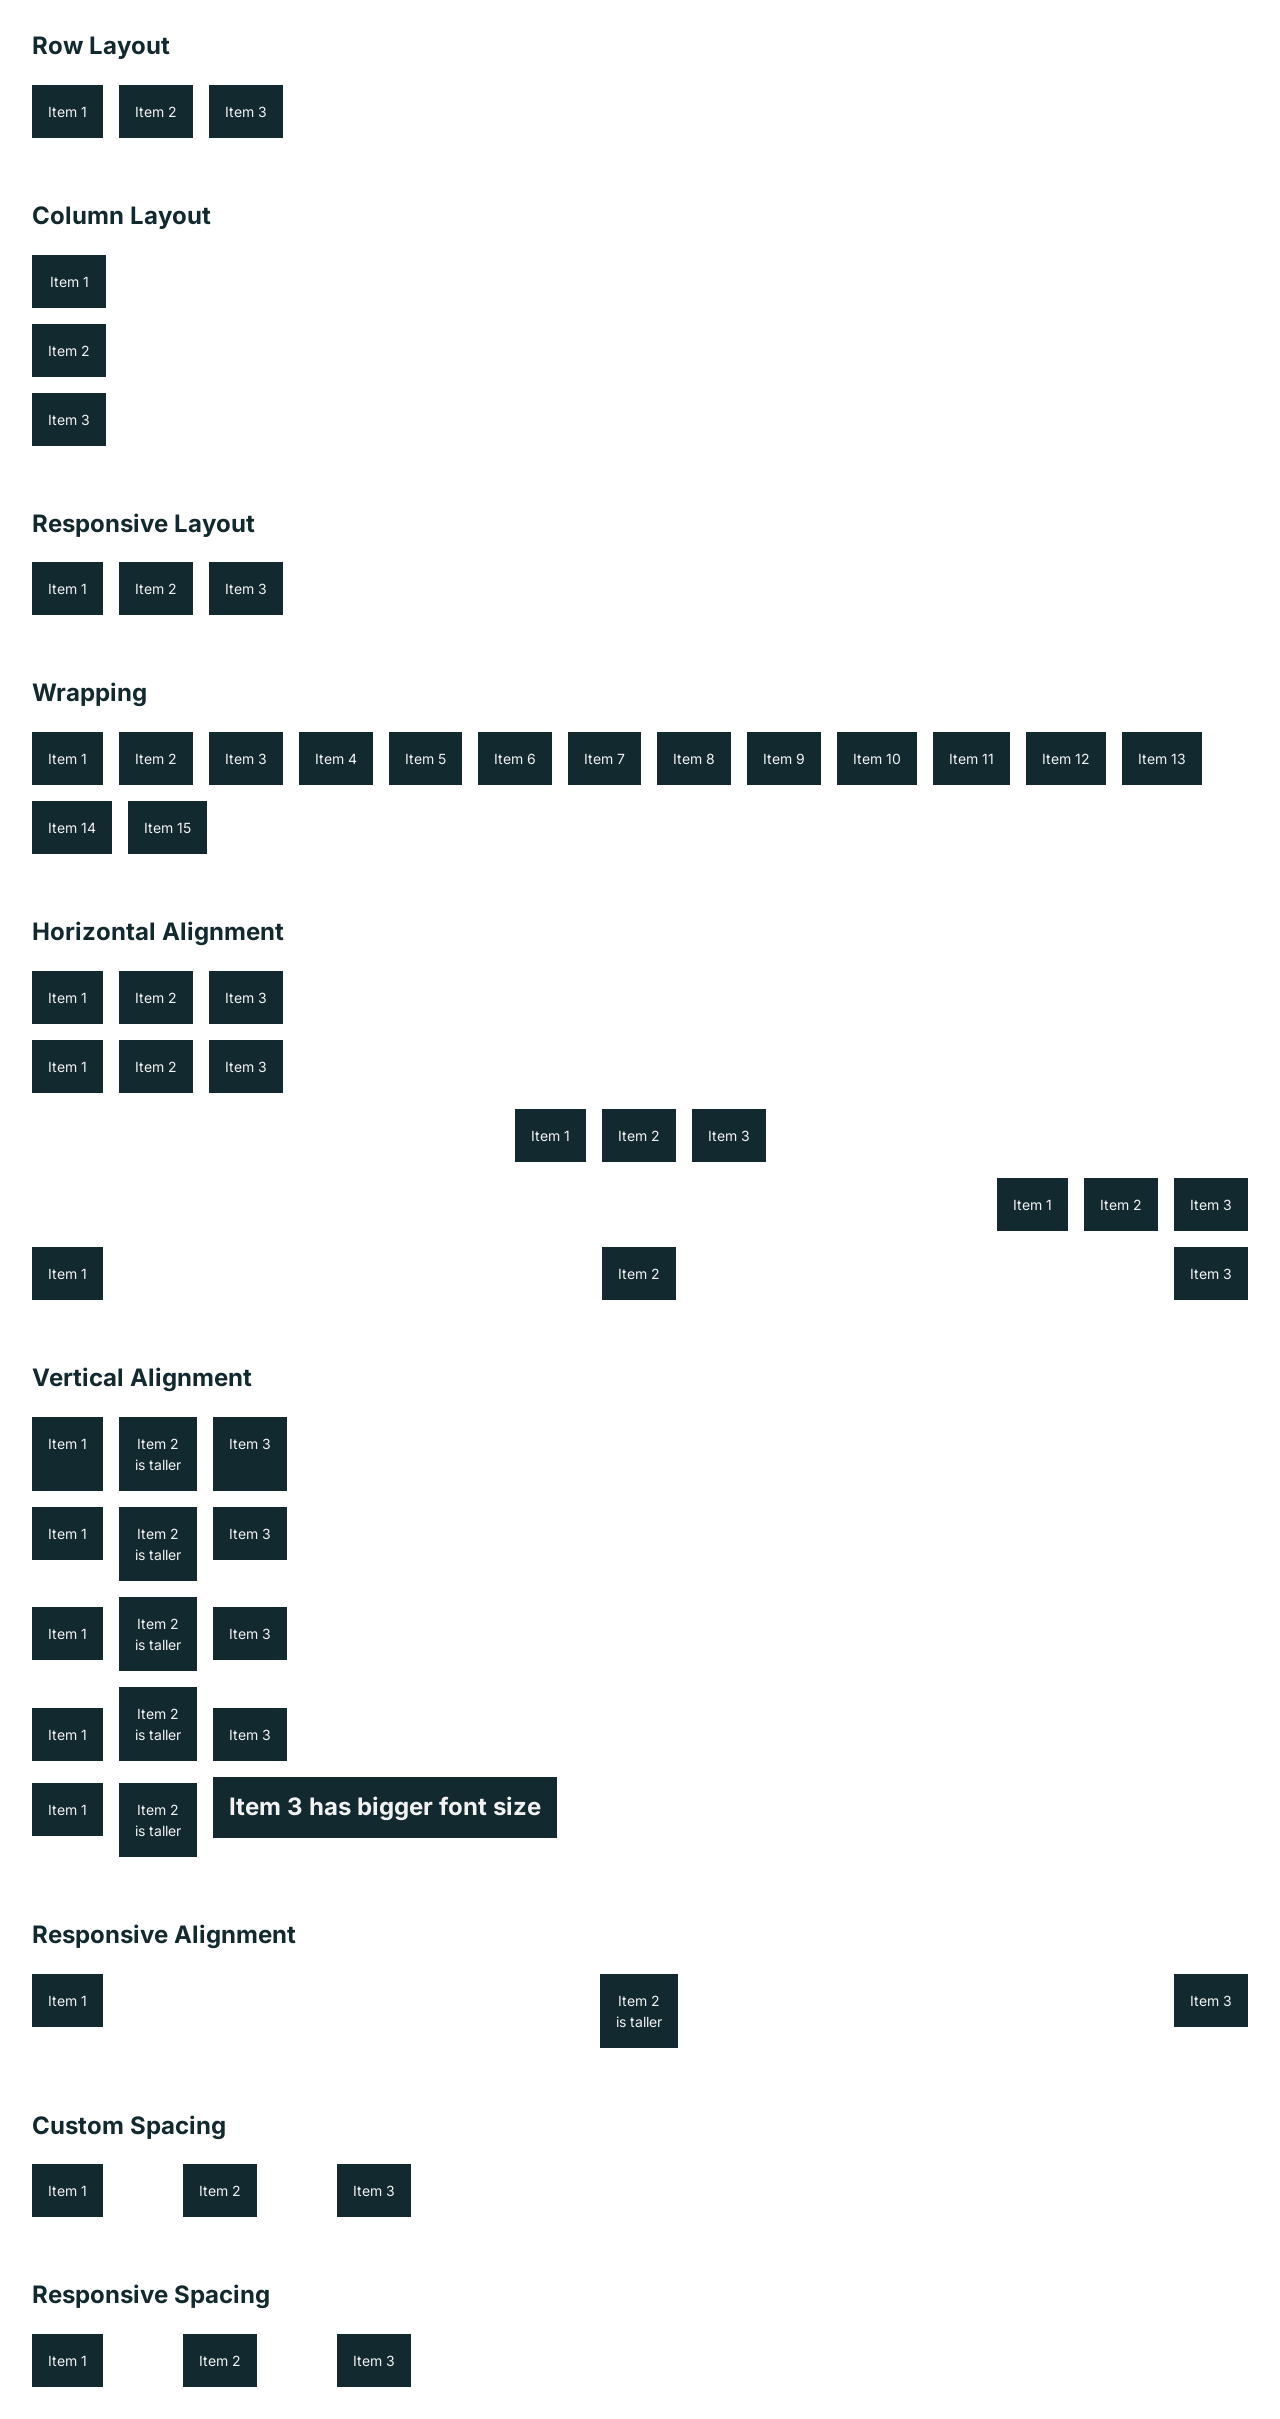 Row Layout
Item 1 Item 2 Item 3
Column Layout
Item 1
Item 2
Item 3
Responsive Layout
Item 1 Item 2 Item 3
Wrapping
Item 1 Item 2 Item 3 Item 4 Item 5 Item 6 Item 7 Item 8 Item 9 Item 10 Item 11 Item 12 Item 13
Item 14 Item 15
Horizontal Alignment
Item 1 Item 2 Item 3
Item 1 Item 2 Item 3
Item 1 Item 2 Item 3
Item 1 Item 2 Item 3
Item 1 Item 2 Item 3
Vertical Alignment
Item 1 Item 2 Item 3
is taller
Item 1 Item 2 Item 3
is taller
Item 2
Item 1 Item 3
is taller
Item 2
Item 1 is taller Item 3
Item 1 Item 2 Item 3 has bigger font size
is taller
Responsive Alignment
Item 1 Item 2 Item 3
is taller
Custom Spacing
Item 1 Item 2 Item 3
Responsive Spacing
Item 1 Item 2 Item 3